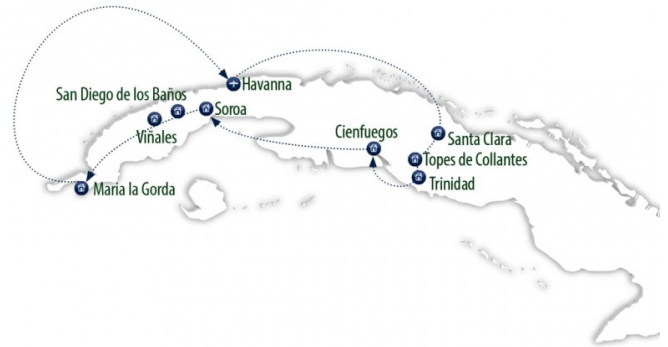 Havanna
San Diego de los Baños
Soroa
Viñales
Cienfuegos
Santa Clara
Topes de Collantes
Trinidad
Maria la Gorda